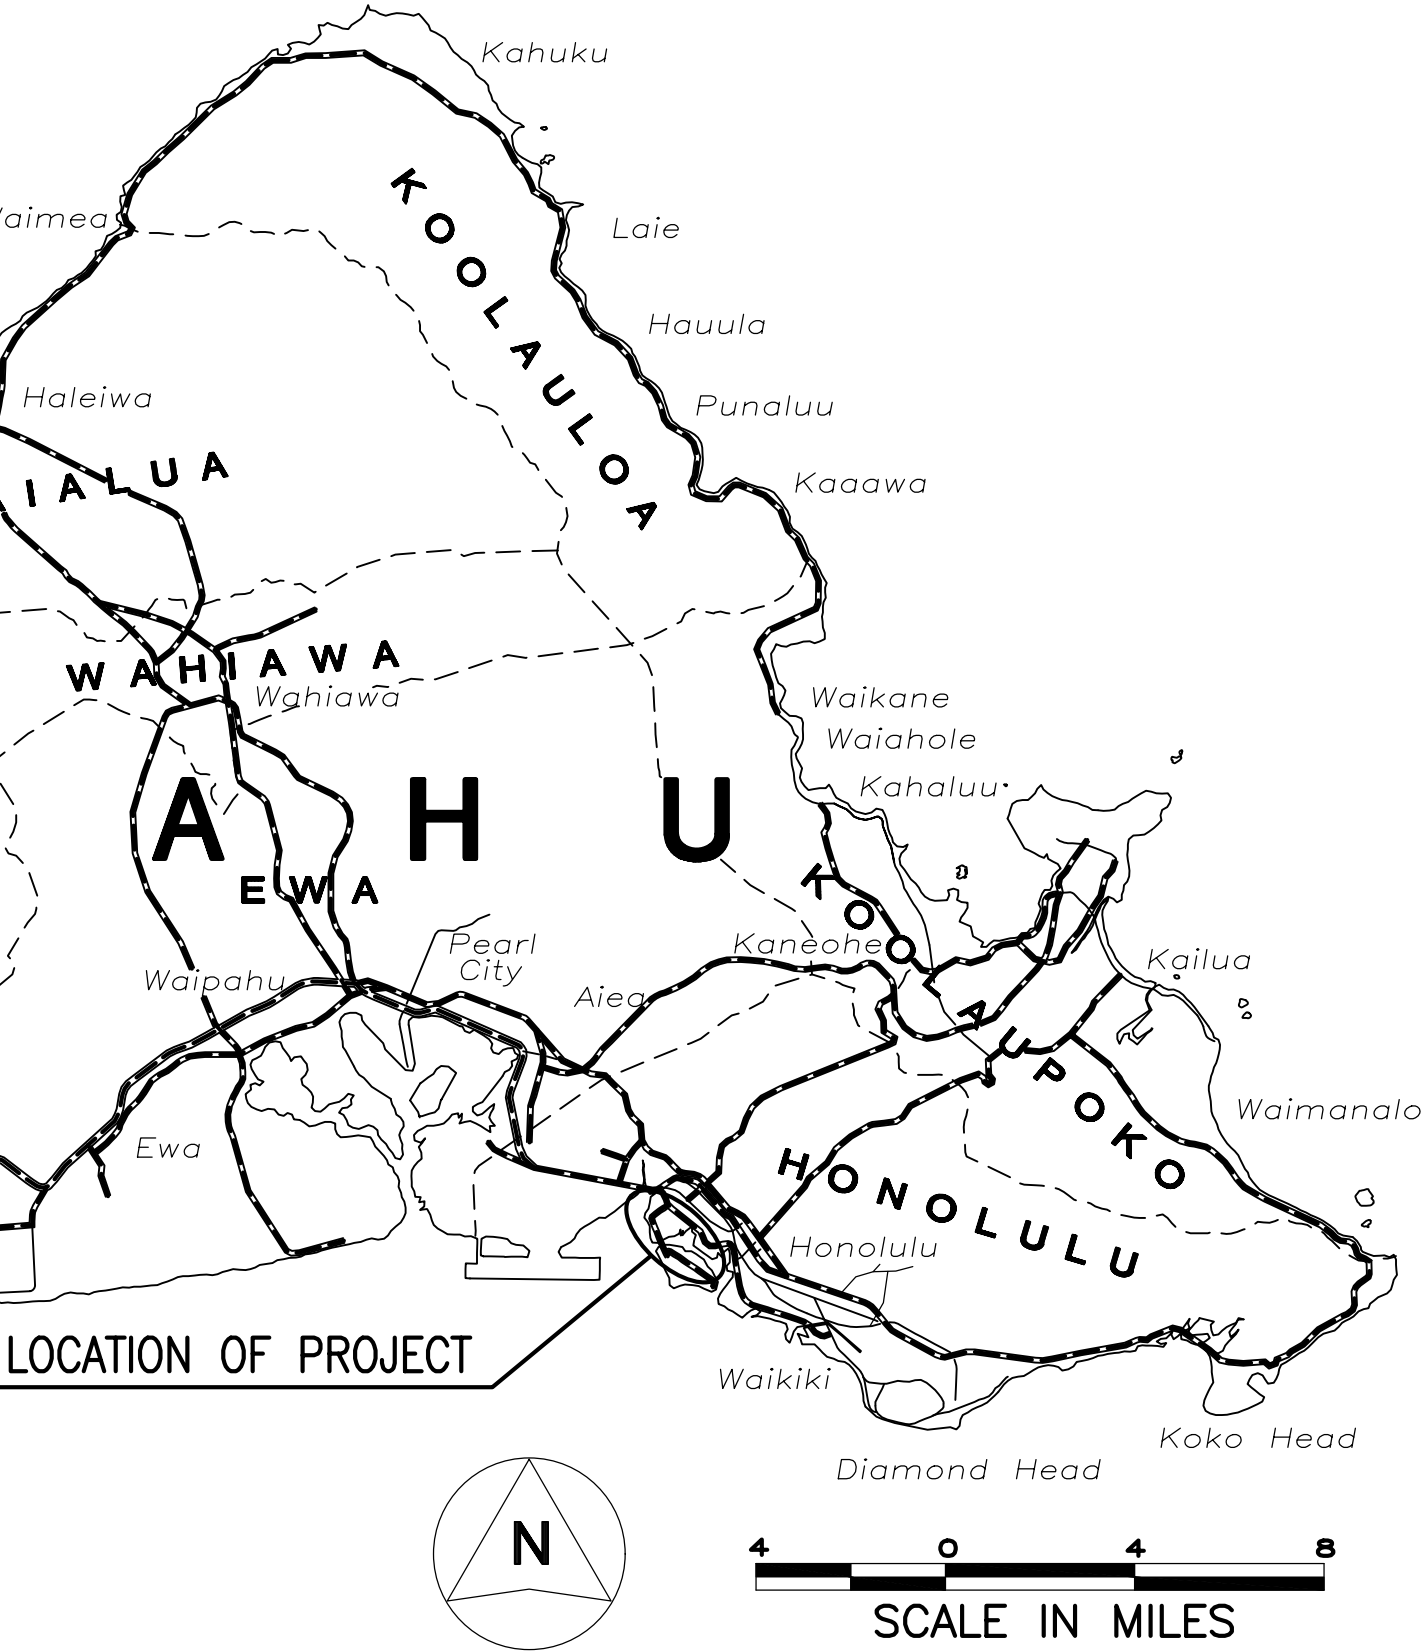 Kahuku
KOOLAULOA
aimea
Laie
Hauula
Haleiwa
Punaluu
IALUA
Kaaawa
WAHIAWA
Wahiawa
Waikane
Waiahole
Kahaluu
A H U
EWA
KOOLAUPOKO
Pearl
City
Kaneohe
Kailua
Waipahu
Aiea
Waimanalo
Ewa
HONOLULU
Honolulu
LOCATION OF PROJECT
Waikiki
Koko Head
Diamond Head
N
4 0 4 8
SCALE IN MILES